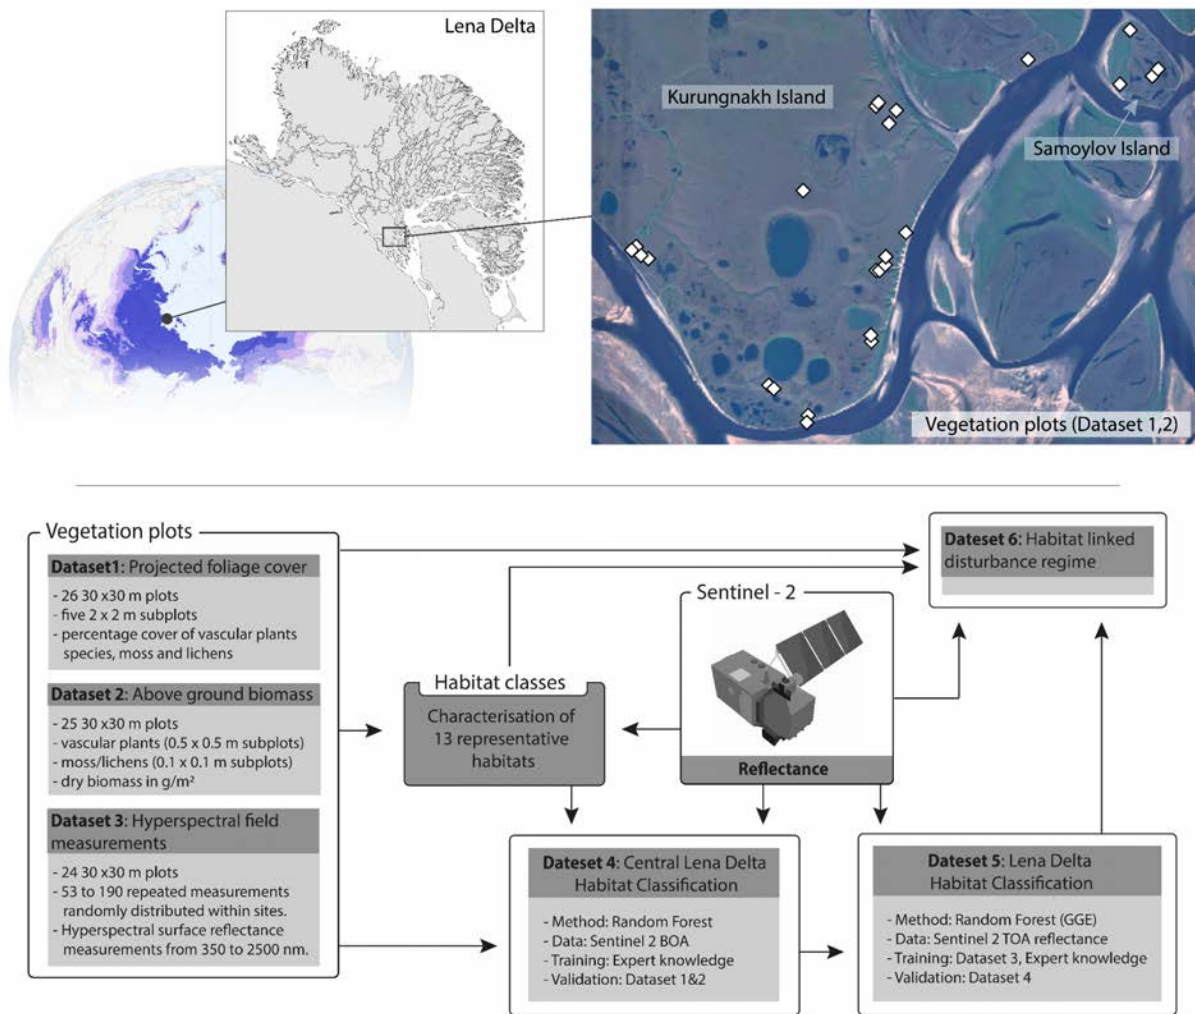 Lena Delta
Kurungnakh Island
Samoylov Island
Vegetation plots (Dataset 1,2)
Vegetation plots
Dataset1: Projected foliage cover
- 26 30 x30 m plots
- five 2 x 2 m subplots
- percentage cover of vascular plants
species, moss and lichens
Dataset 2: Above ground biomass
- 25 30x30 m plots
- vascular plants (0.5 x 0.5 m subplots)
- moss/lichens (0.1 x 0.1 m subplots)
- dry biomass in g/m²
Dataset 3: Hyperspectral field
measurements
- 24 30 x30 m plots
- 53 to 190 repeated measurements
randomly distributed within sites.
- Hyperspectral surface reflectance
measurements from 350 to 2500 nm.
Habitat classes
Characterisation of
13 representative
habitats
Sentinel - 2
Reflectance
Dateset 6: Habitat linked
disturbance regime
Dateset 4: Central Lena Delta
Habitat Classification
- Method: Random Forest
- Data: Sentinel 2 BOA
- Training: Expert knowledge
- Validation: Dataset 1&2
Dateset 5: Lena Delta
Habitat Classification
- Method: Random Forest (GGE)
- Data: Sentinel 2 TOA reflectance
- Training: Dataset 3, Expert knowledge
- Validation: Dataset 4